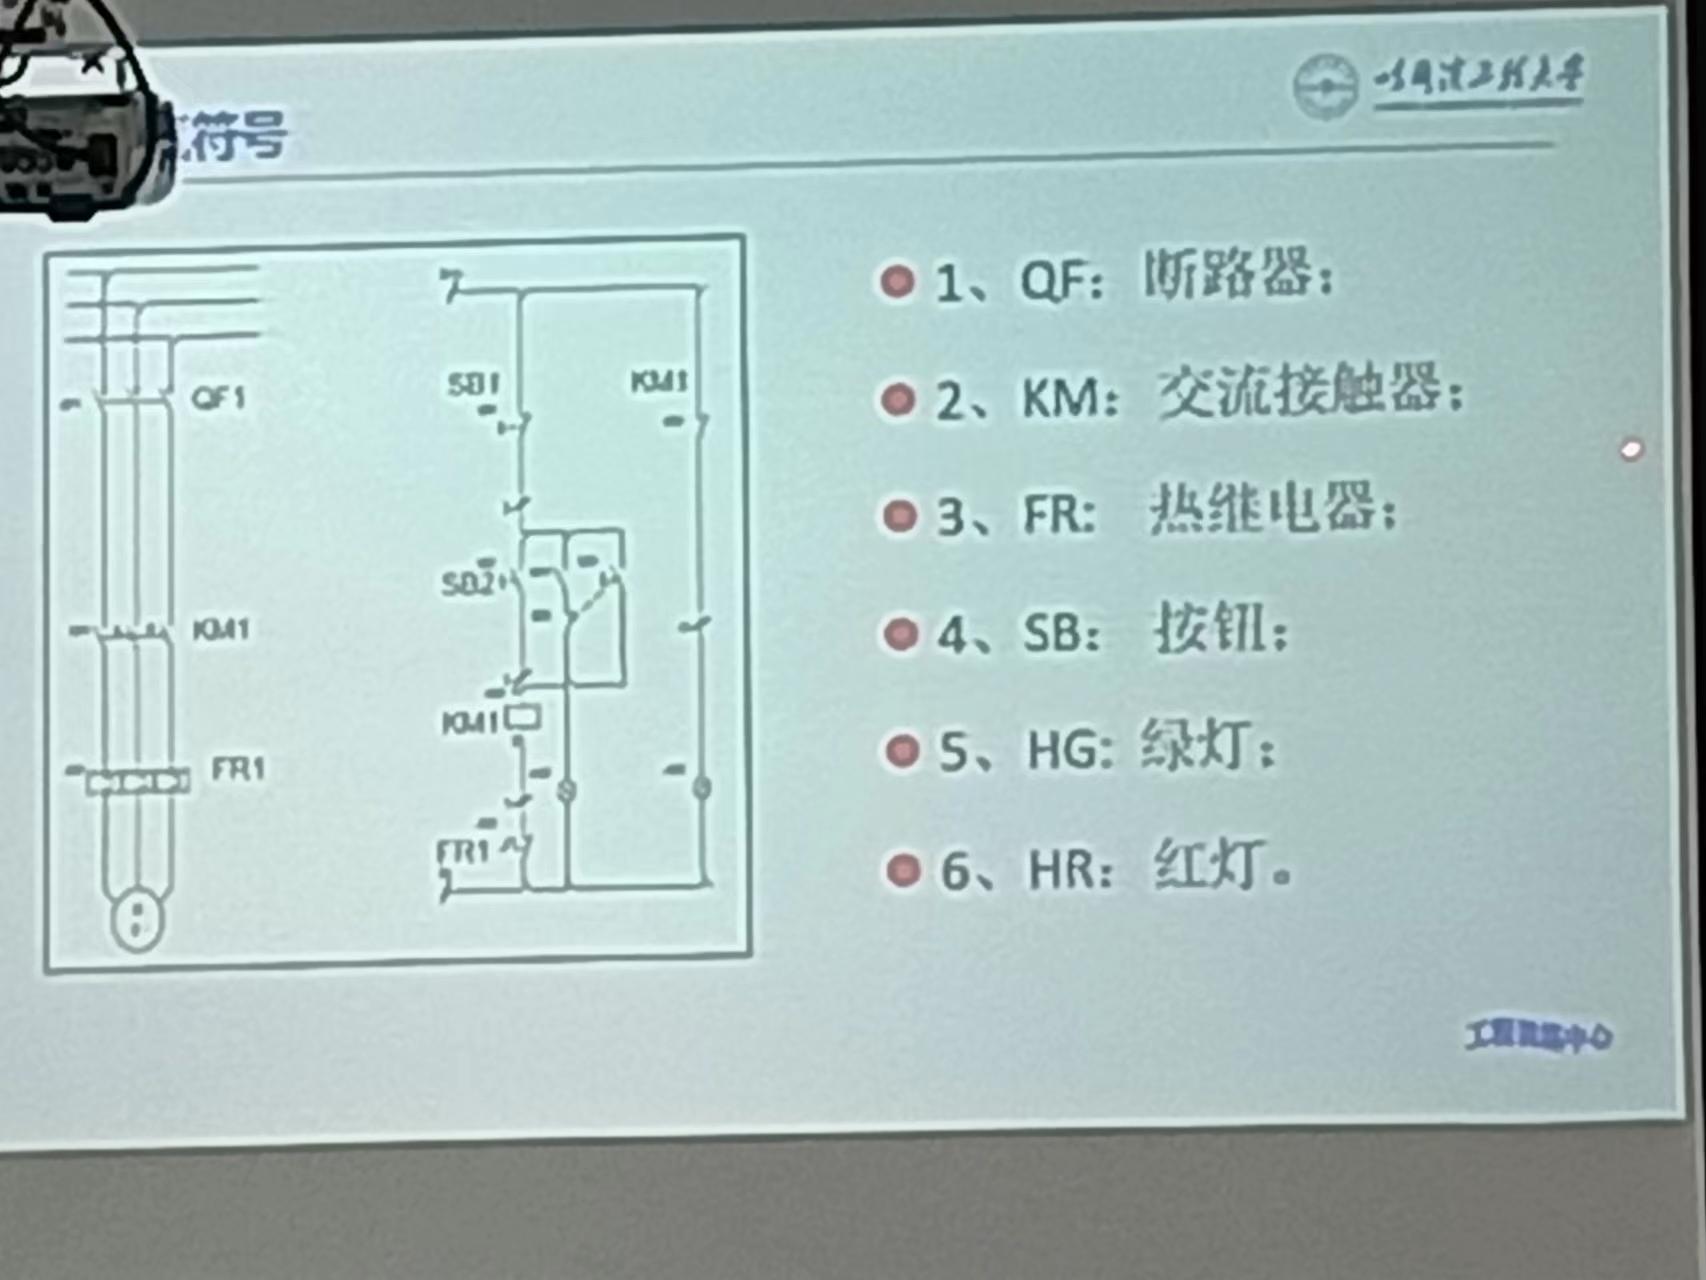 符号
哈尔滨工程大学
QF1
KM1
FR1
SB1
KM1
SB2
KM1
FR1
1、QF：断路器；
2、KM：交流接触器；
3、FR: 热继电器；
4、SB：按钮；
5、HG: 绿灯；
6、HR：红灯。
工程训练中心